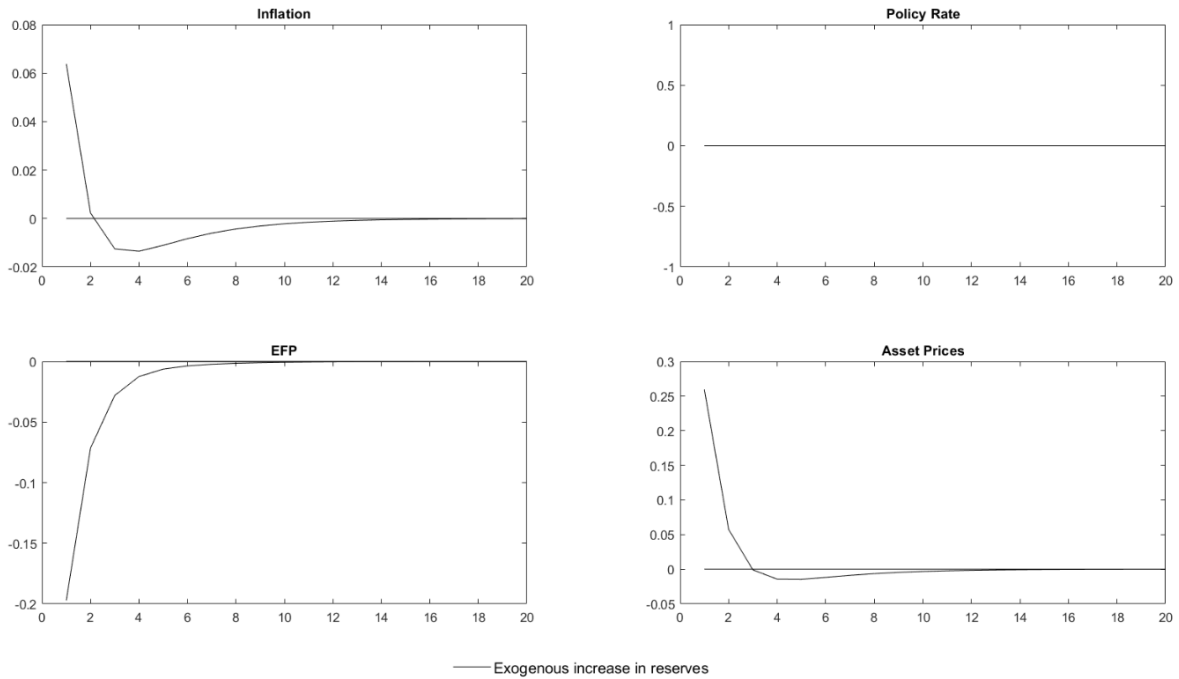 Inflation
0.08
0.06
0.04
0.02
0
-0.02
0 2 4 6 8 10 12 14 16 18 20
Policy Rate
1
0.5
0
-0.5
-1
0 2 4 6 8 10 12 14 16 18 20
EFP
0
-0.05
-0.1
-0.15
-0.2
0 2 4 6 8 10 12 14 16 18 20
Asset Prices
0.3
0.25
0.2
0.15
0.1
0.05
0
-0.05
0 2 4 6 8 10 12 14 16 18 20
Exogenous increase in reserves